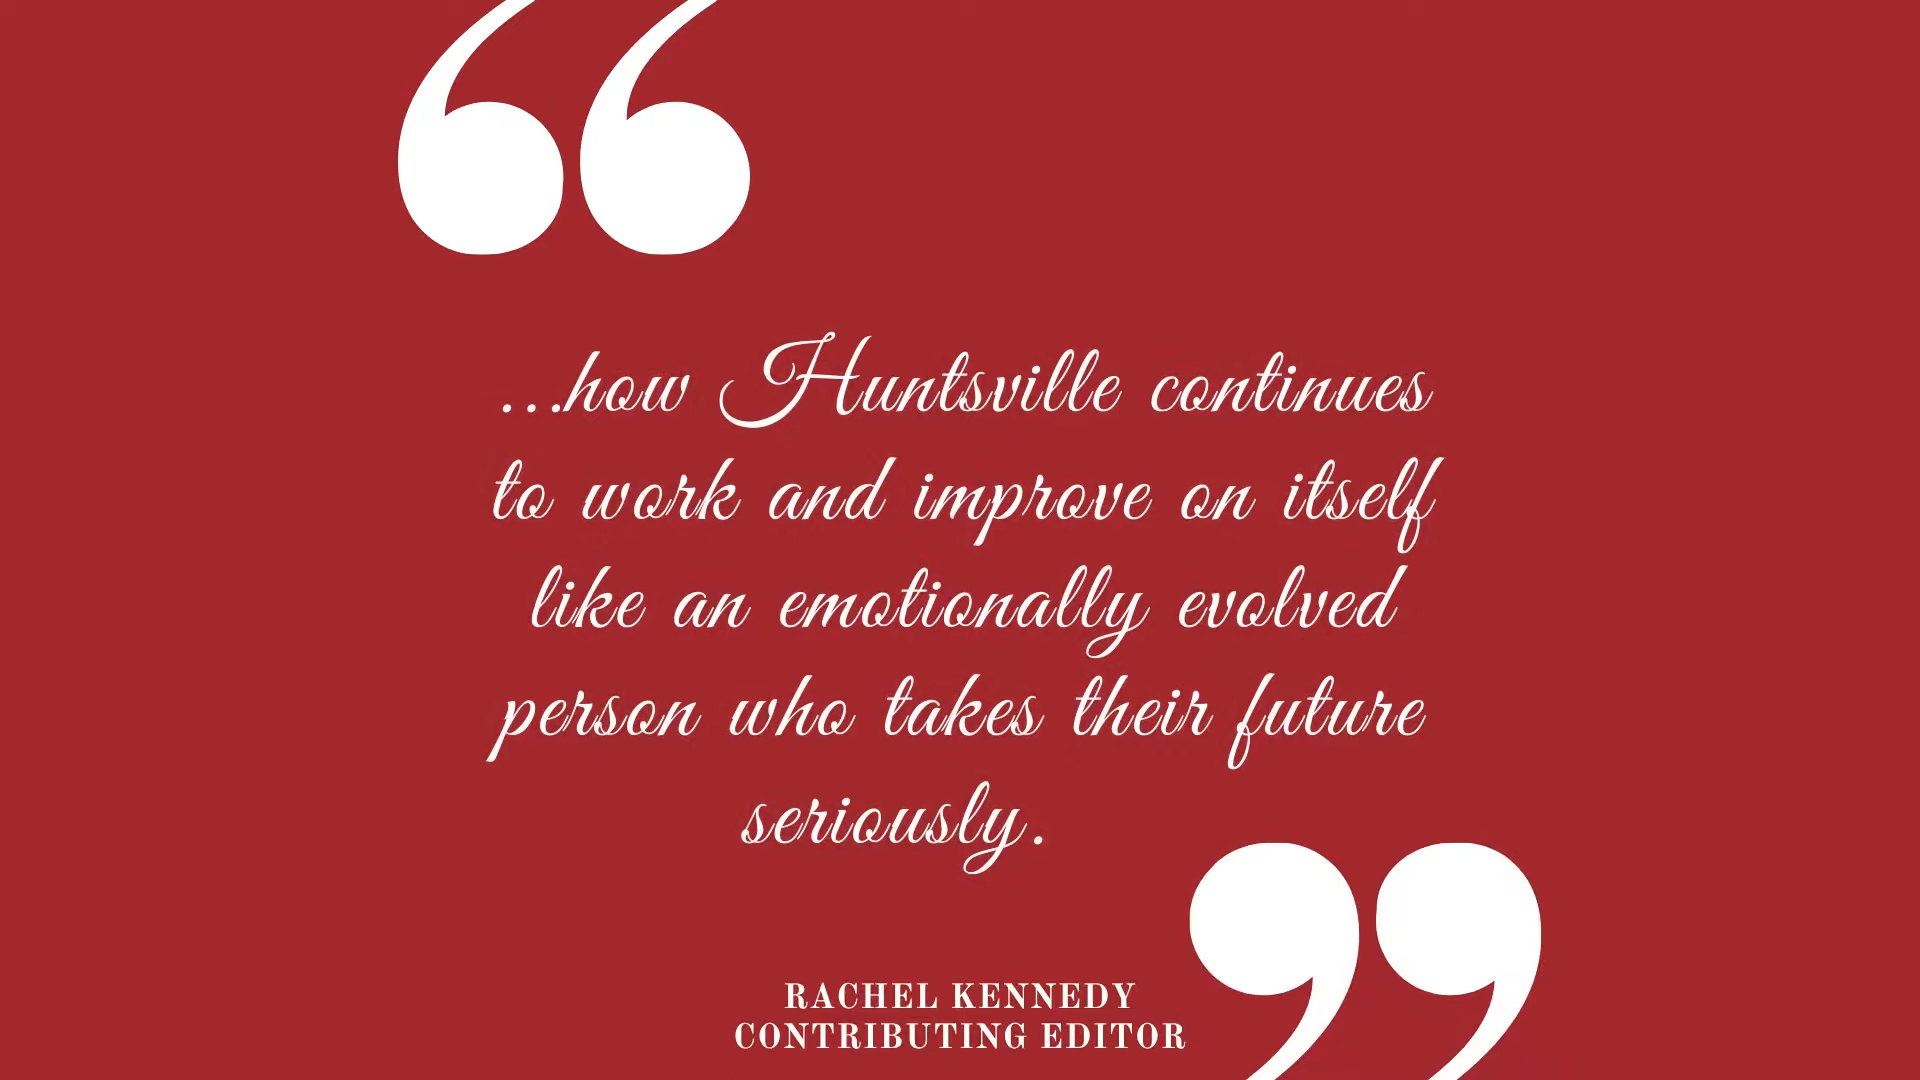 ...how Huntsville continues
to work and improve on itself
like an emotionally evolved
person who takes their future
seriously.
RACHEL KENNEDY
CONTRIBUTING EDITOR